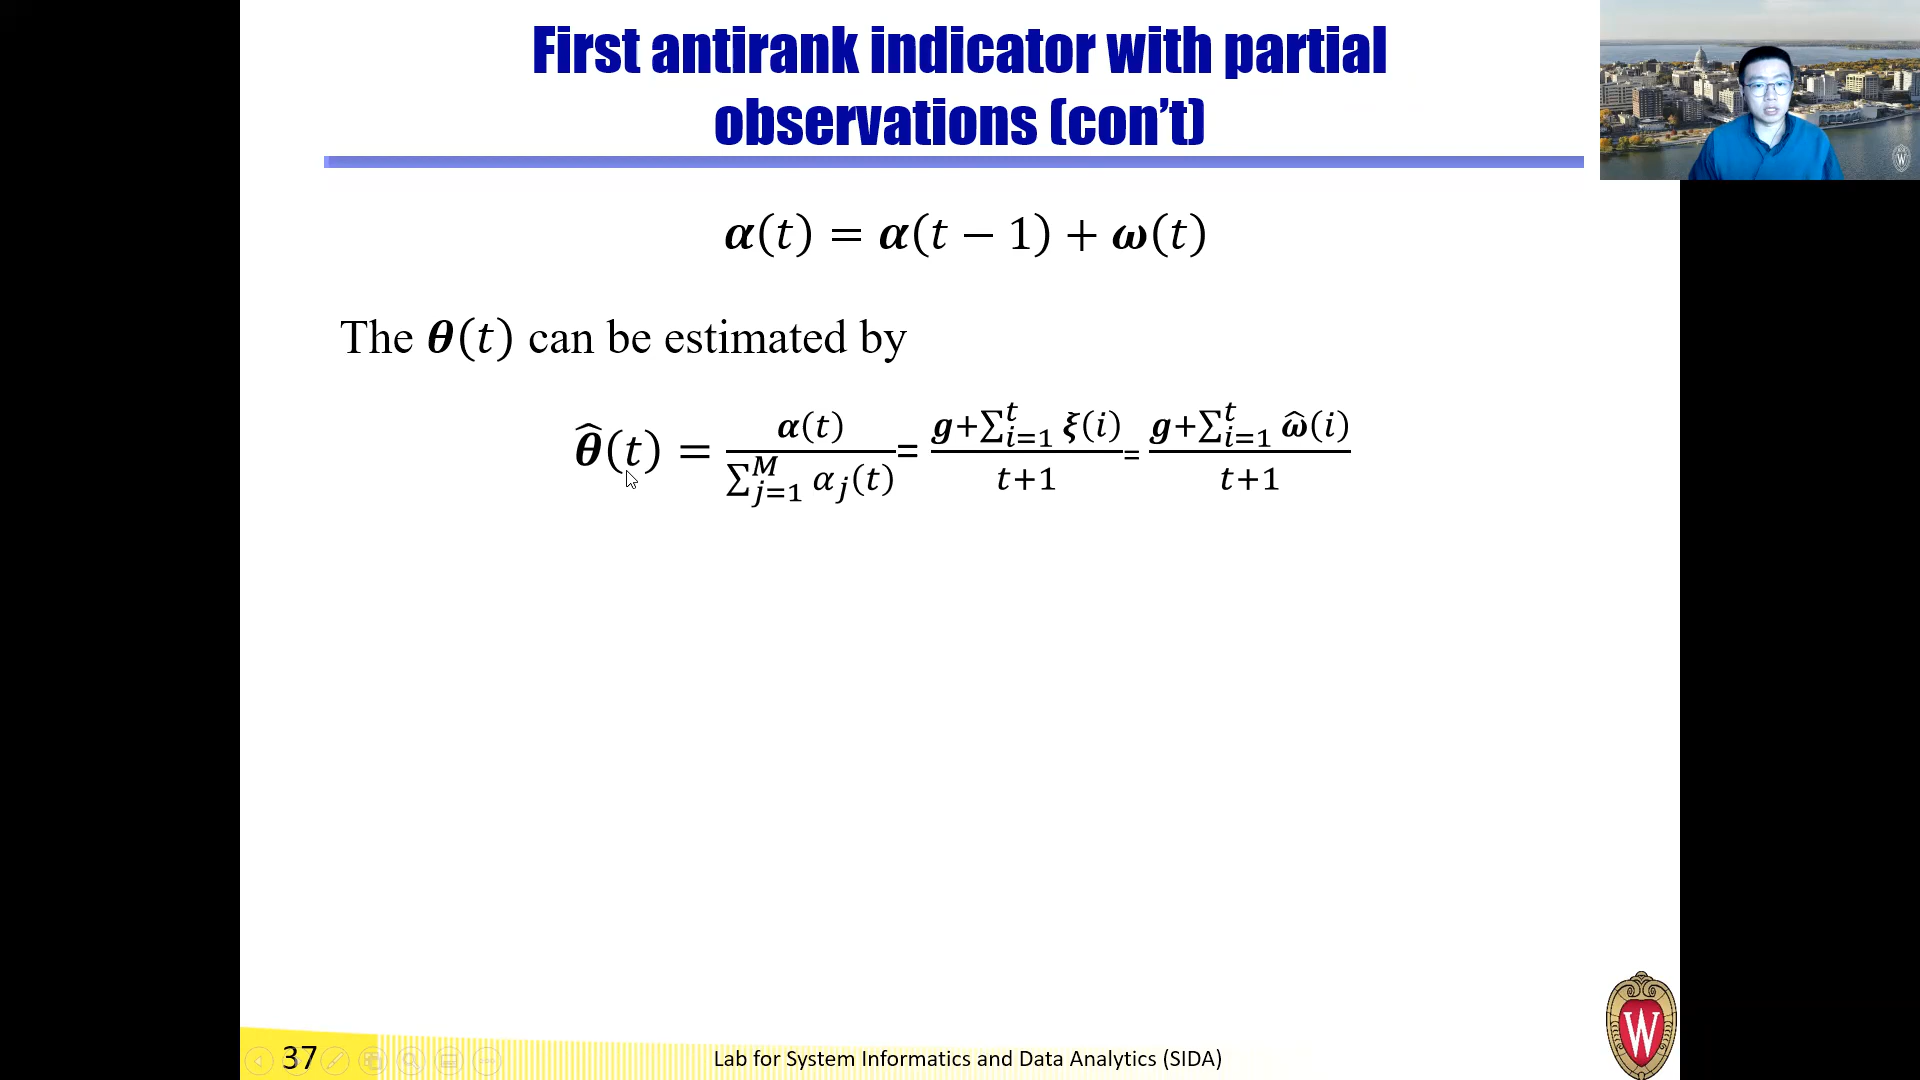 First antirank indicator with partial
observations (con’t)
𝜶(𝑡) = 𝜶(𝑡 − 1) + 𝝎(𝑡)
The 𝜽(𝑡) can be estimated by
𝜽̂(𝑡) = 𝜶(𝑡) / ∑_{𝑗=1}^{𝑀} 𝛼_𝑗(𝑡) = (𝒈+∑_{𝑖=1}^{𝑡} 𝝃(𝑖)) / (𝑡+1) = (𝒈+∑_{𝑖=1}^{𝑡} 𝝎̂(𝑖)) / (𝑡+1)
37
Lab for System Informatics and Data Analytics (SIDA)
W
W